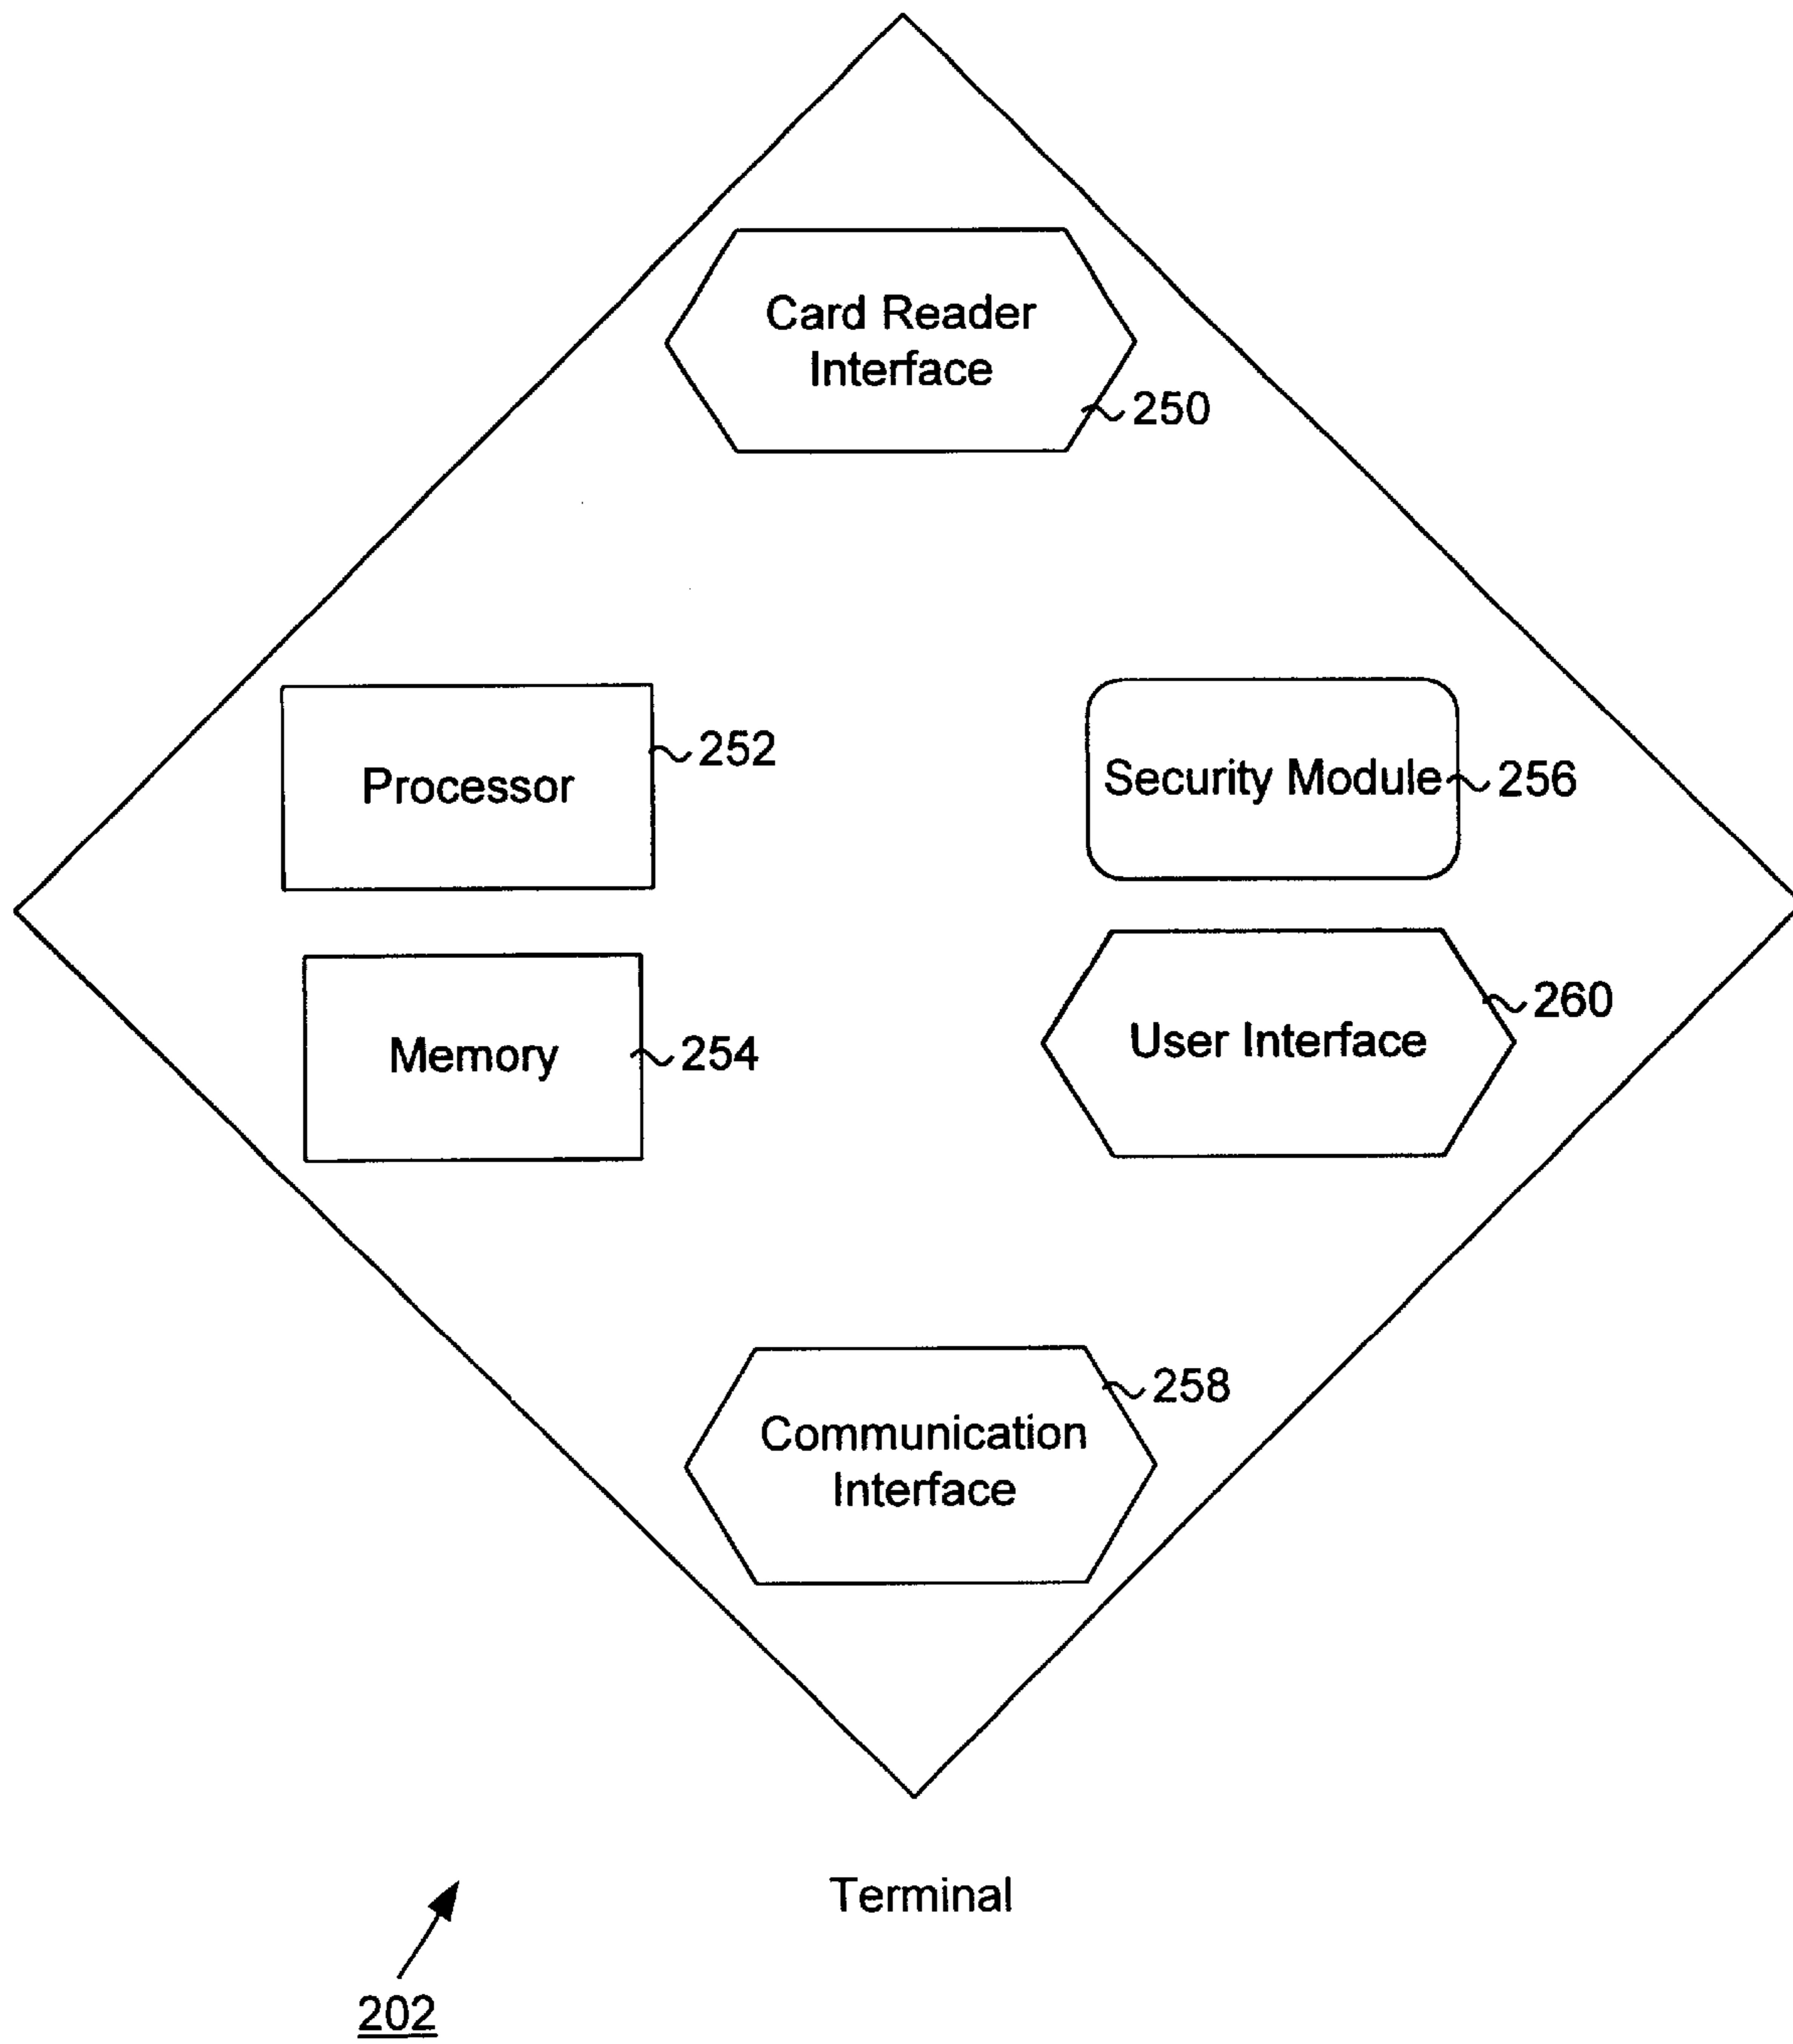 Card Reader
Interface
250
Processor
252
Security Module
256
Memory
254
User Interface
260
Communication
Interface
258
Terminal
202